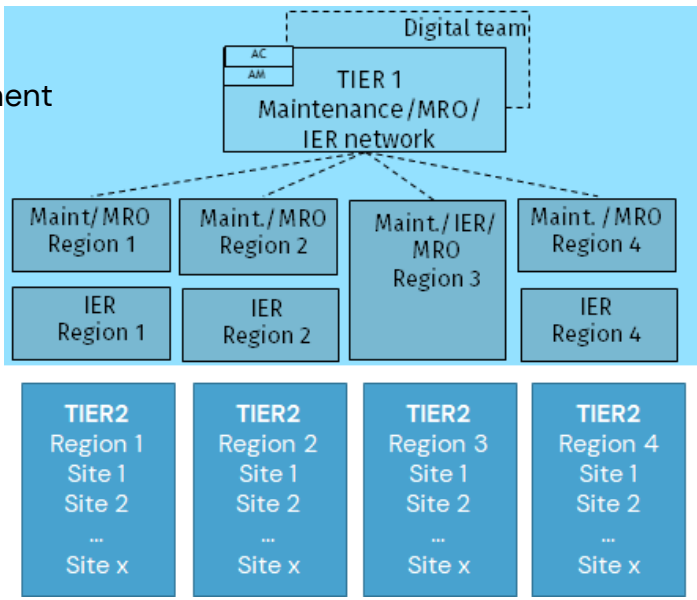 Digital team
AC
AM
TIER 1
Maintenance/MRO/
IER network
Maint/MRO
Region 1
Maint./MRO
Region 2
Maint./IER/
MRO
Region 3
Maint. /MRO
Region 4
IER
Region 1
IER
Region 2
IER
Region 4
TIER2
Region 1
Site 1
Site 2
...
Site x
TIER2
Region 2
Site 1
Site 2
...
Site x
TIER2
Region 3
Site 1
Site 2
...
Site x
TIER2
Region 4
Site 1
Site 2
...
Site x